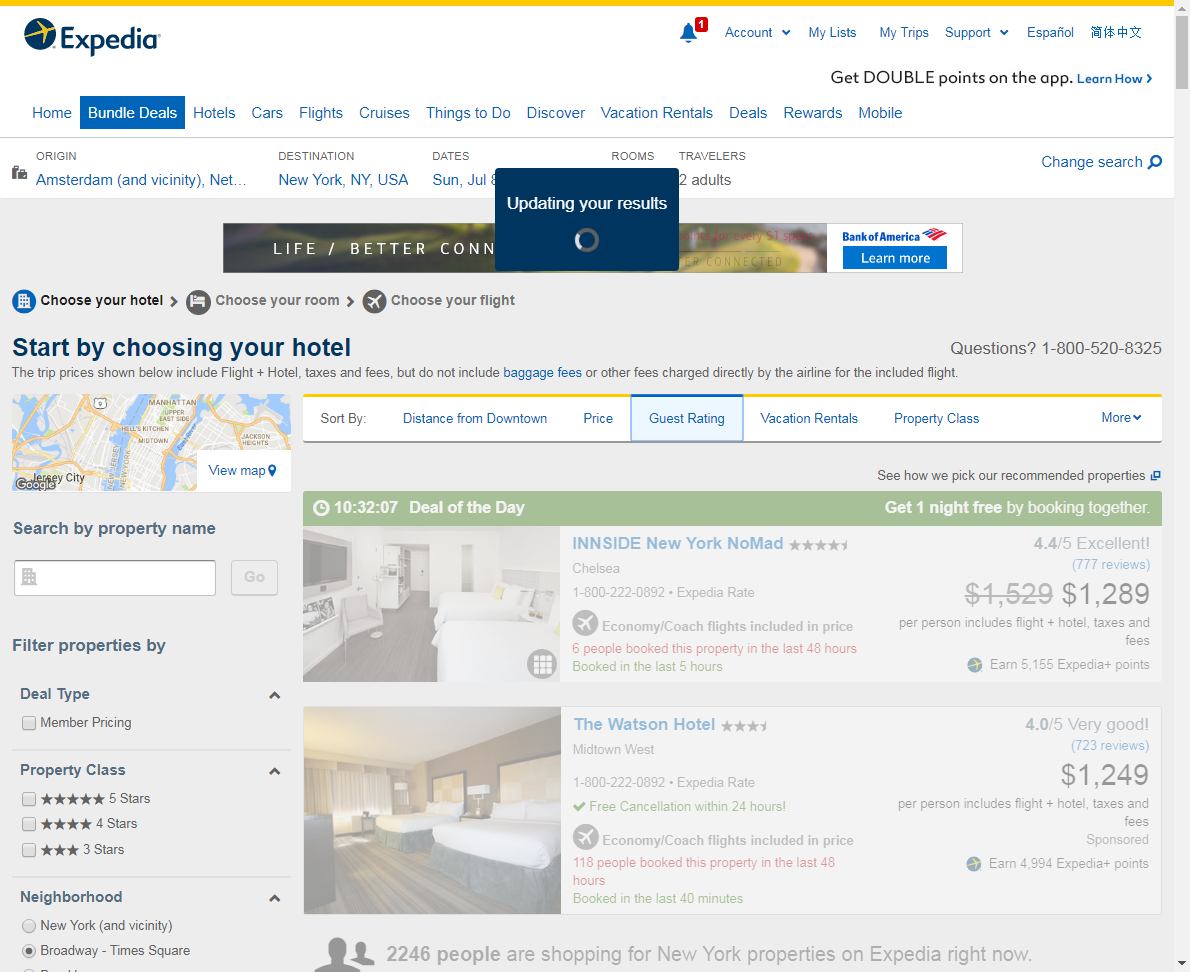 Expedia
1
Account
My Lists
My Trips
Support
Español
简体中文
Get DOUBLE points on the app. Learn How
Home
Bundle Deals
Hotels
Cars
Flights
Cruises
Things to Do
Discover
Vacation Rentals
Deals
Rewards
Mobile
ORIGIN
DESTINATION
DATES
ROOMS
TRAVELERS
Amsterdam (and vicinity), Net...
New York, NY, USA
Sun, Jul
2 adults
Change search
Updating your results
LIFE / BETTER CONN
for every $1 sp
ER CONNECTED
Bank of America
Learn more
Choose your hotel
Choose your room
Choose your flight
Start by choosing your hotel
Questions? 1-800-520-8325
The trip prices shown below include Flight + Hotel, taxes and fees, but do not include baggage fees or other fees charged directly by the airline for the included flight.
9
MANHATTAN
UPPER
EAST SIDE
HELL'S KITCHEN
MIDTOWN
JACKSON
HEIGHTS
East River
NEW JERSEY
NEW YORK
Jersey City
Google
View map
Sort By:
Distance from Downtown
Price
Guest Rating
Vacation Rentals
Property Class
More
See how we pick our recommended properties
Search by property name
Go
Filter properties by
Deal Type
Member Pricing
Property Class
5 Stars
4 Stars
3 Stars
Neighborhood
New York (and vicinity)
Broadway - Times Square
10:32:07 Deal of the Day
Get 1 night free by booking together.
INNSIDE New York NoMad
4.4/5 Excellent!
Chelsea
(777 reviews)
1-800-222-0892 • Expedia Rate
$1,529 $1,289
Economy/Coach flights included in price
per person includes flight + hotel, taxes and
fees
6 people booked this property in the last 48 hours
Booked in the last 5 hours
Earn 5,155 Expedia+ points
The Watson Hotel
4.0/5 Very good!
Midtown West
(723 reviews)
1-800-222-0892 • Expedia Rate
$1,249
Free Cancellation within 24 hours!
per person includes flight + hotel, taxes and
fees
Economy/Coach flights included in price
Sponsored
118 people booked this property in the last 48
hours
Earn 4,994 Expedia+ points
Booked in the last 40 minutes
2246 people are shopping for New York properties on Expedia right now.